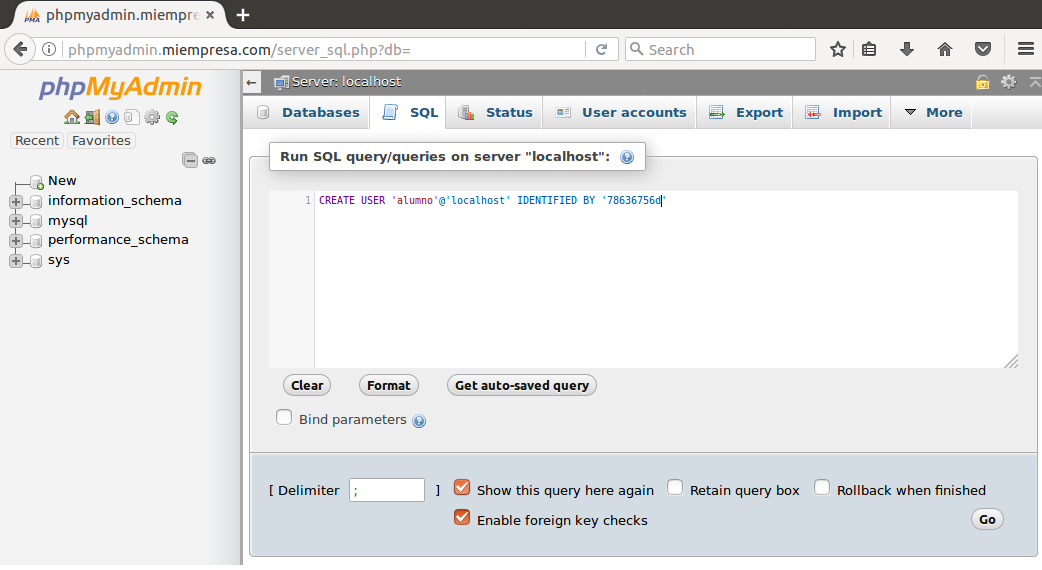 phpmyadmin.miempre
phpmyadmin.miempresa.com/server_sql.php?db=
Search
phpMyAdmin
Recent Favorites
New
information_schema
mysql
performance_schema
sys
Server: localhost
Databases SQL Status User accounts Export Import More
Run SQL query/queries on server "localhost":
1 CREATE USER 'alumno'@'localhost' IDENTIFIED BY '78636756d'
Clear Format Get auto-saved query
Bind parameters
[ Delimiter ; ] Show this query here again Retain query box Rollback when finished
Enable foreign key checks
Go